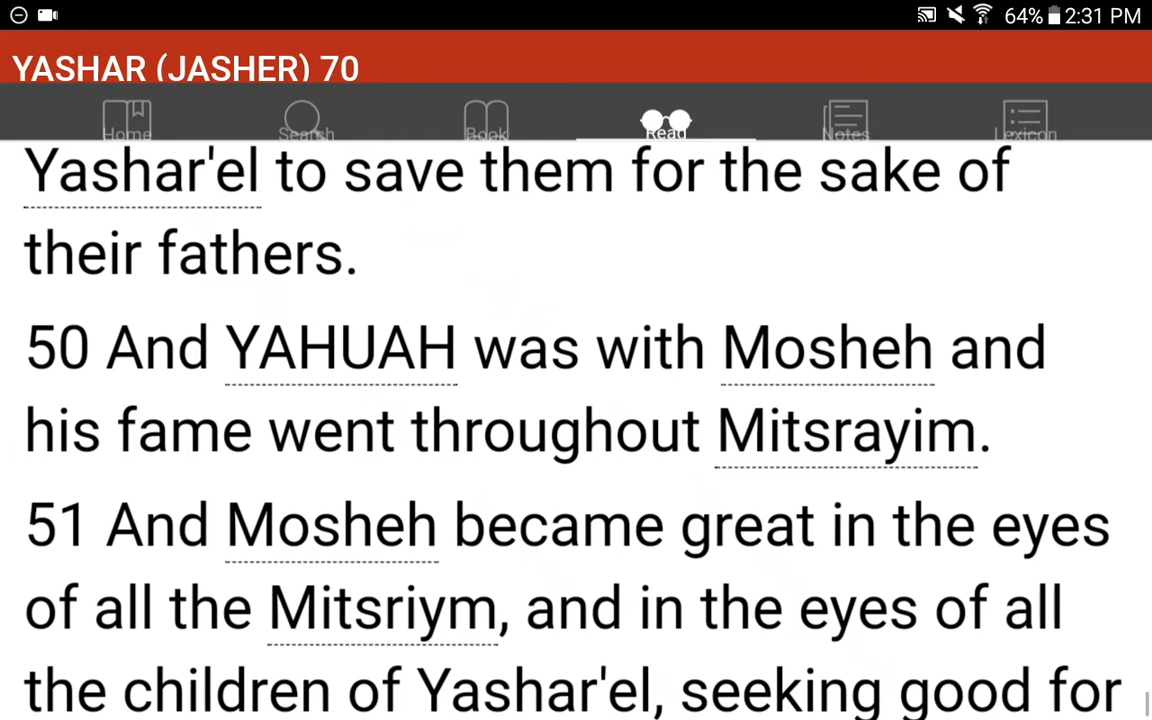 64% 2:31 PM
YASHAR (JASHER) 70
Home Search Book Read Notes Lexicon
Yashar'el to save them for the sake of
their fathers.
50 And YAHUAH was with Mosheh and
his fame went throughout Mitsrayim.
51 And Mosheh became great in the eyes
of all the Mitsriym, and in the eyes of all
the children of Yashar'el, seeking good for